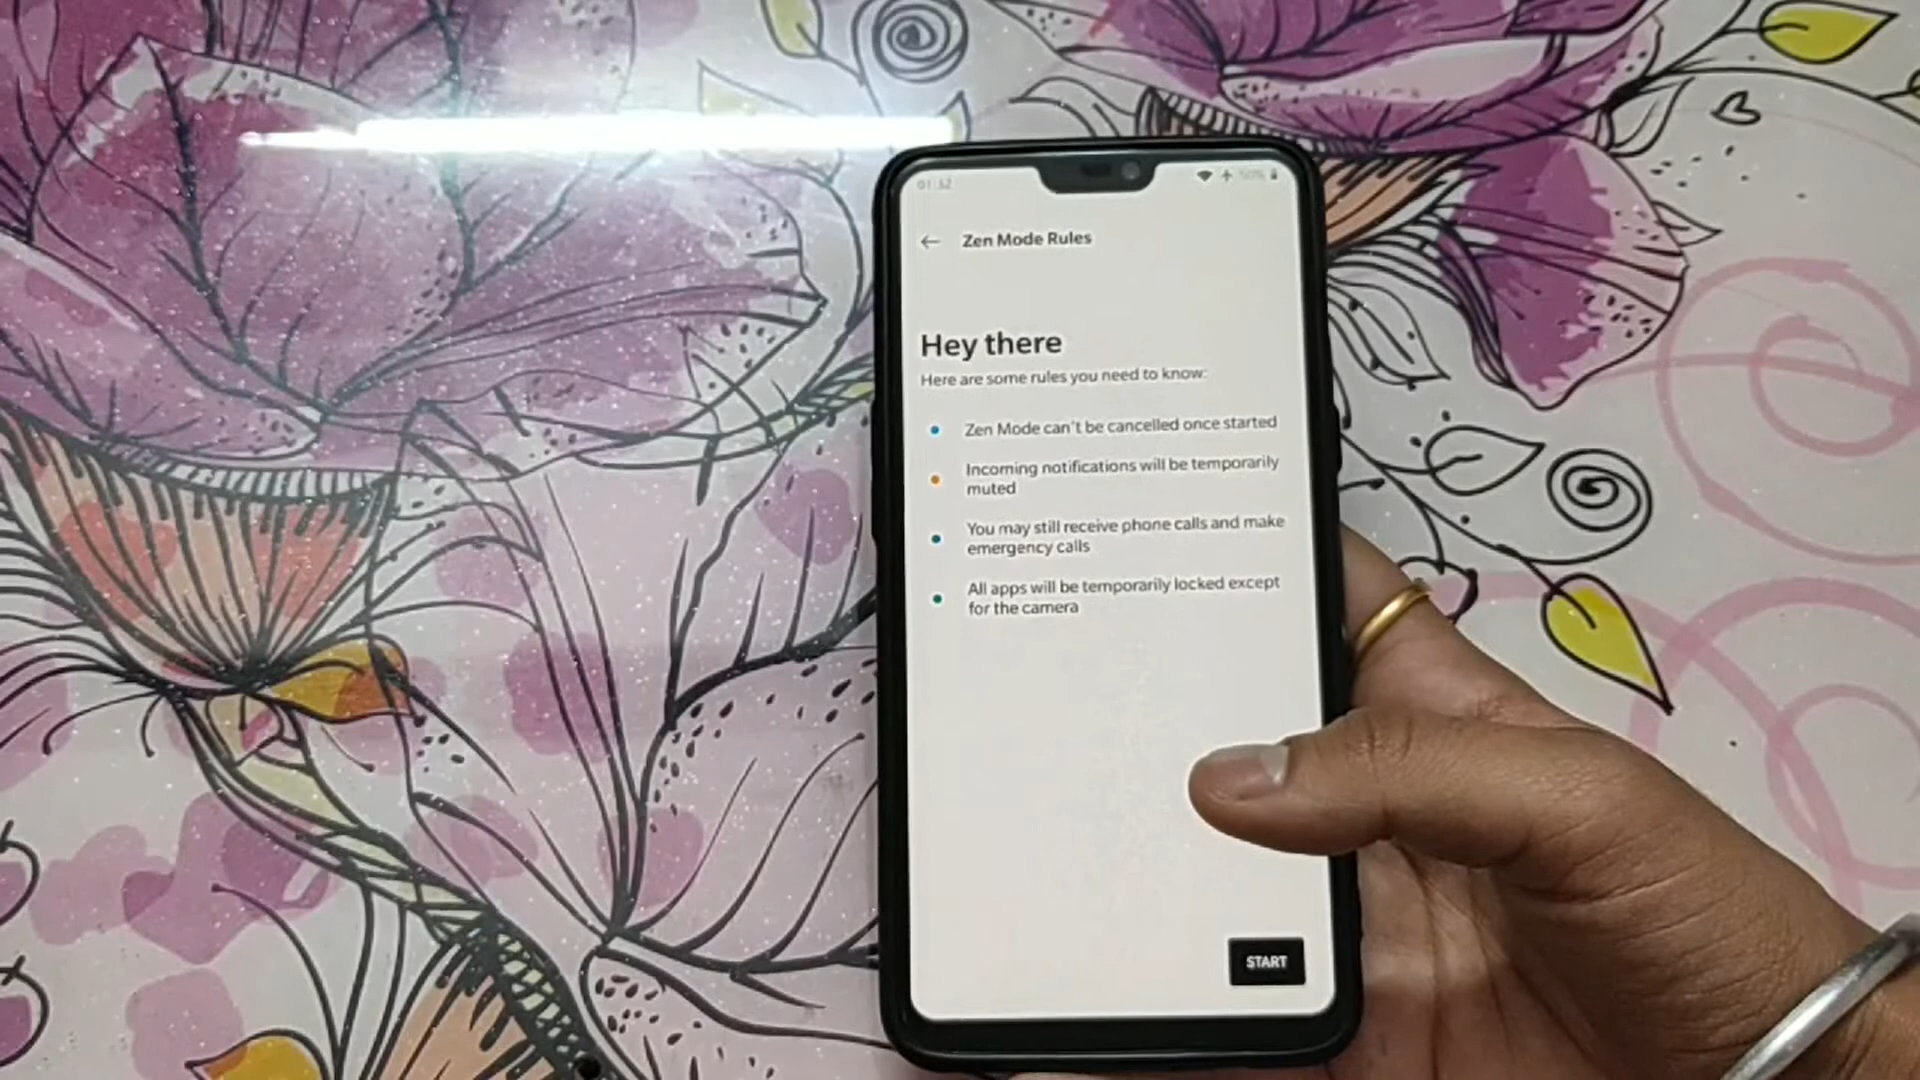 01:32
Zen Mode Rules
Hey there
Here are some rules you need to know:
Zen Mode can't be cancelled once started
Incoming notifications will be temporarily
muted
You may still receive phone calls and make
emergency calls
All apps will be temporarily locked except
for the camera
START